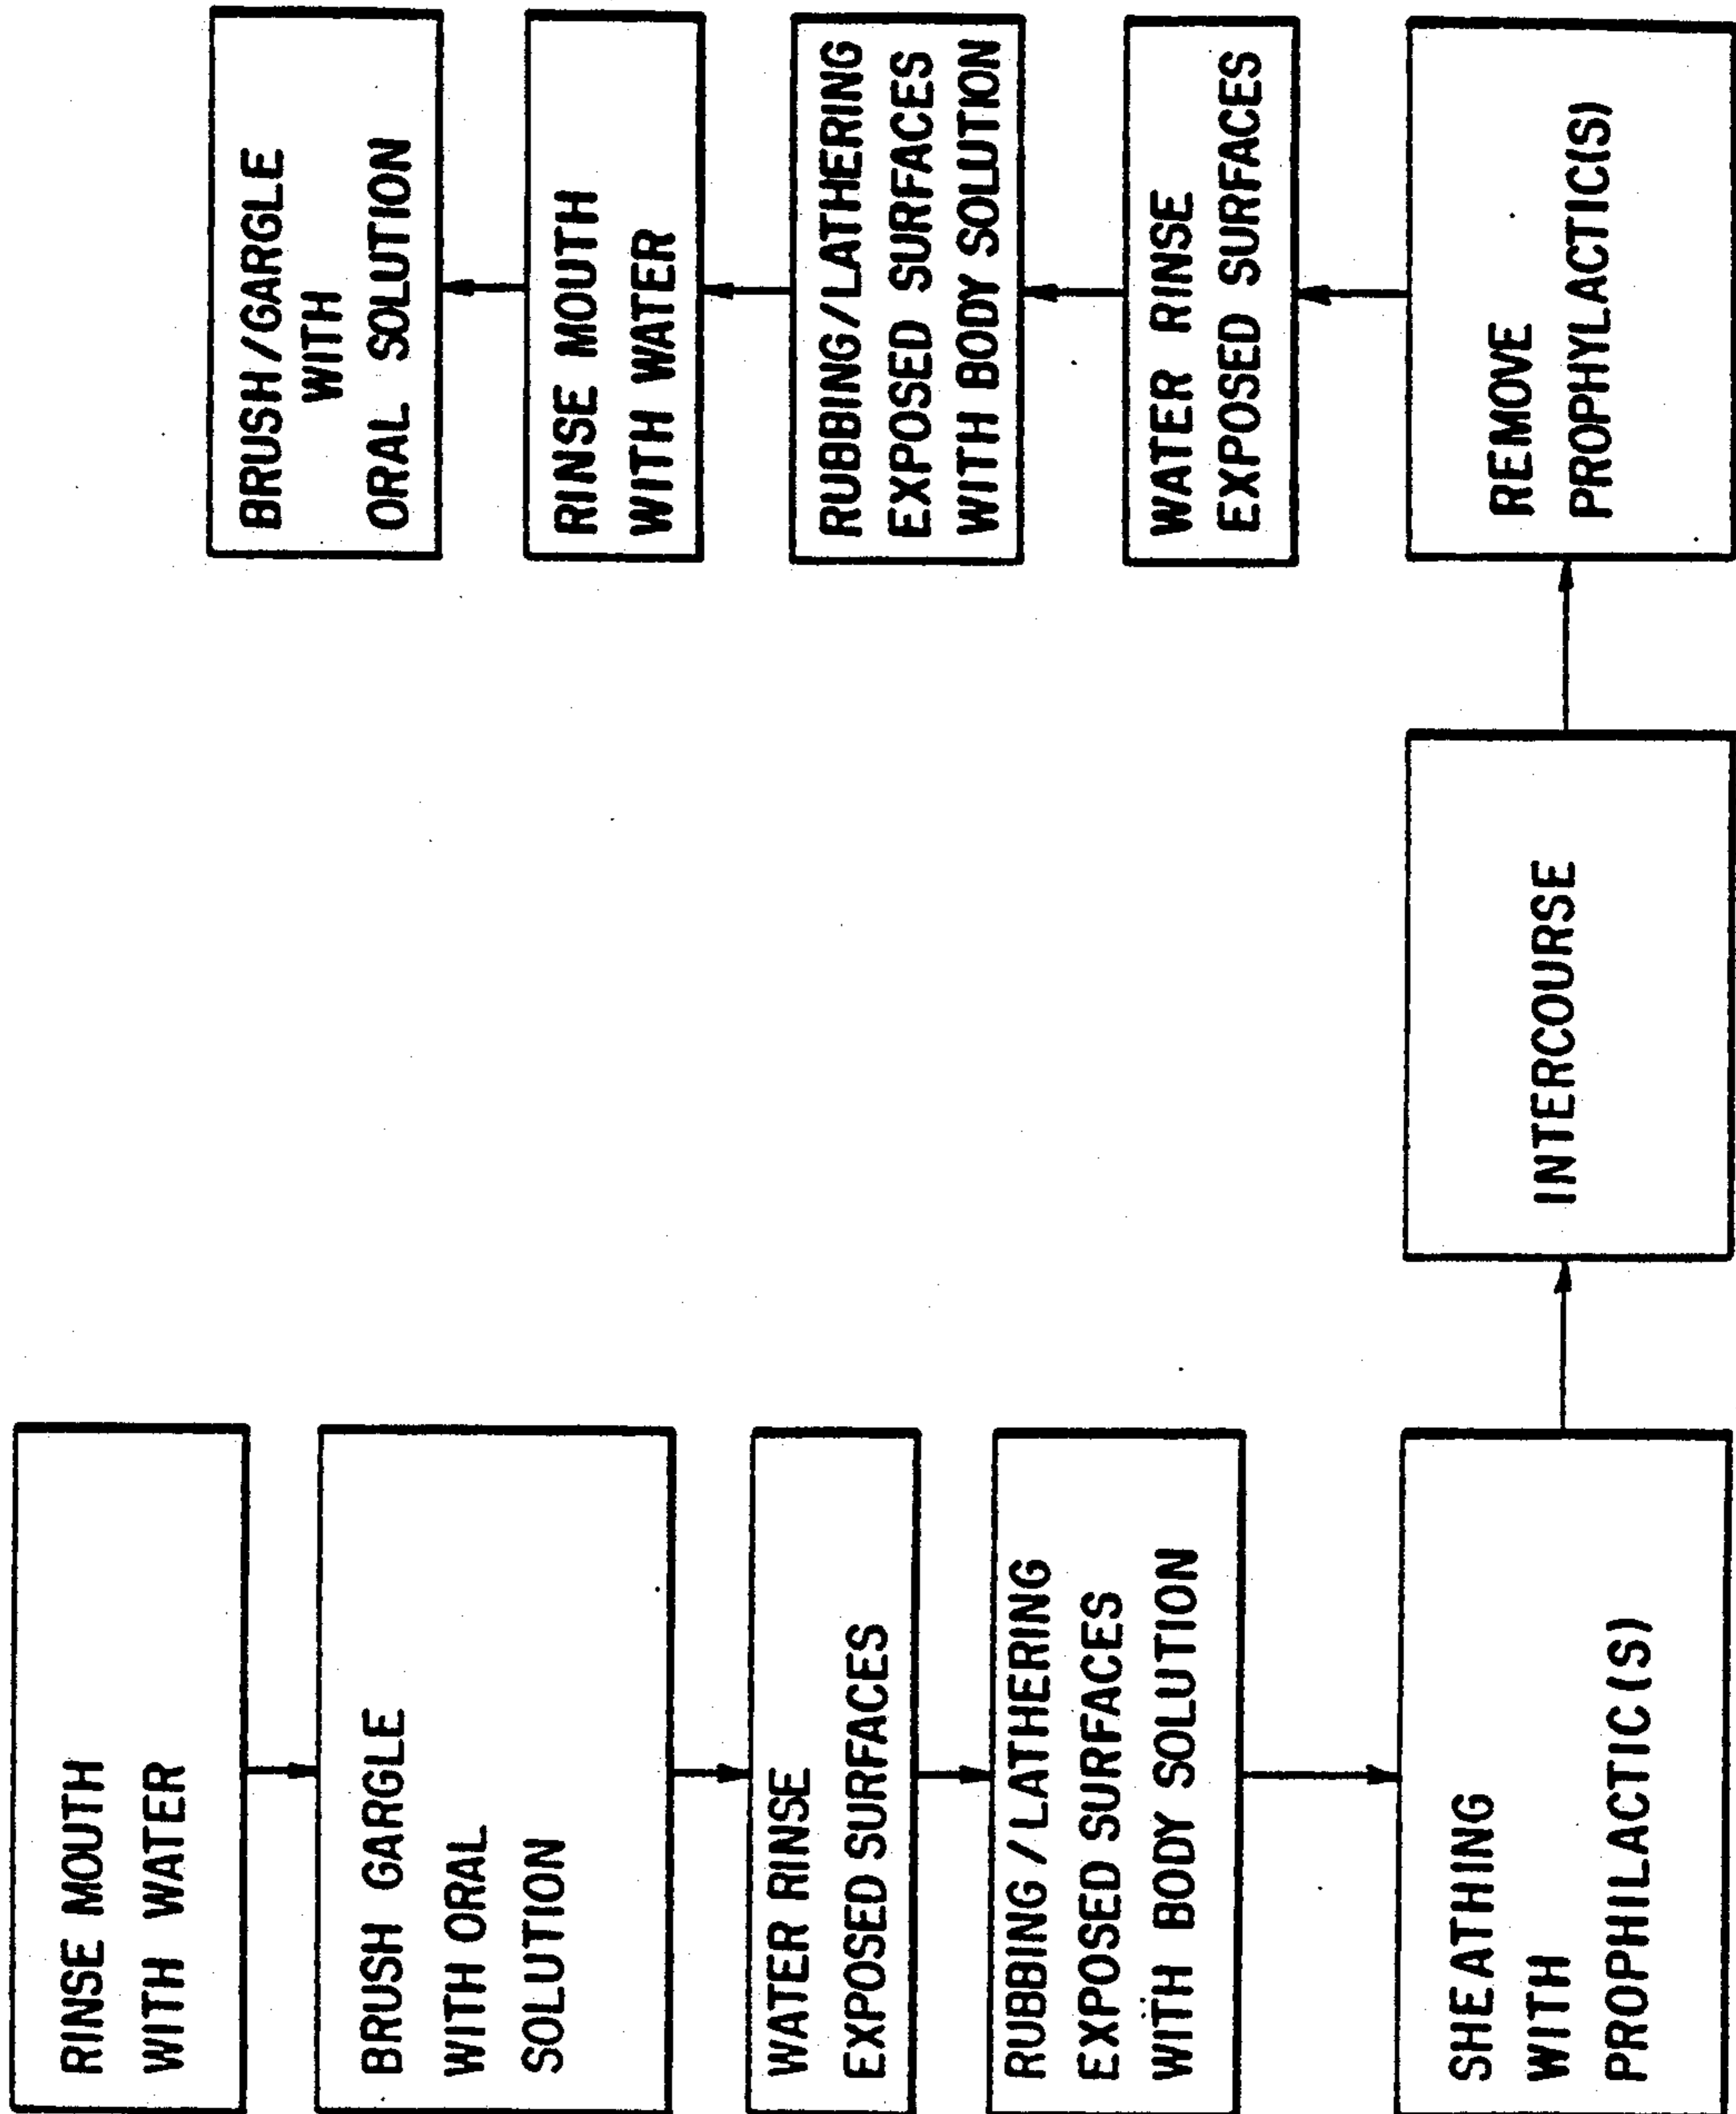 RINSE MOUTH
WITH WATER
BRUSH GARGLE
WITH ORAL
SOLUTION
WATER RINSE
EXPOSED SURFACES
RUBBING / LATHERING
EXPOSED SURFACES
WITH BODY SOLUTION
SHEATHING
WITH
PROPHILACTIC (S)
INTERCOURSE
REMOVE
PROPHYLACTIC(S)
WATER RINSE
EXPOSED SURFACES
RUBBING/LATHERING
EXPOSED SURFACES
WITH BODY SOLUTION
RINSE MOUTH
WITH WATER
BRUSH/GARGLE
WITH
ORAL SOLUTION